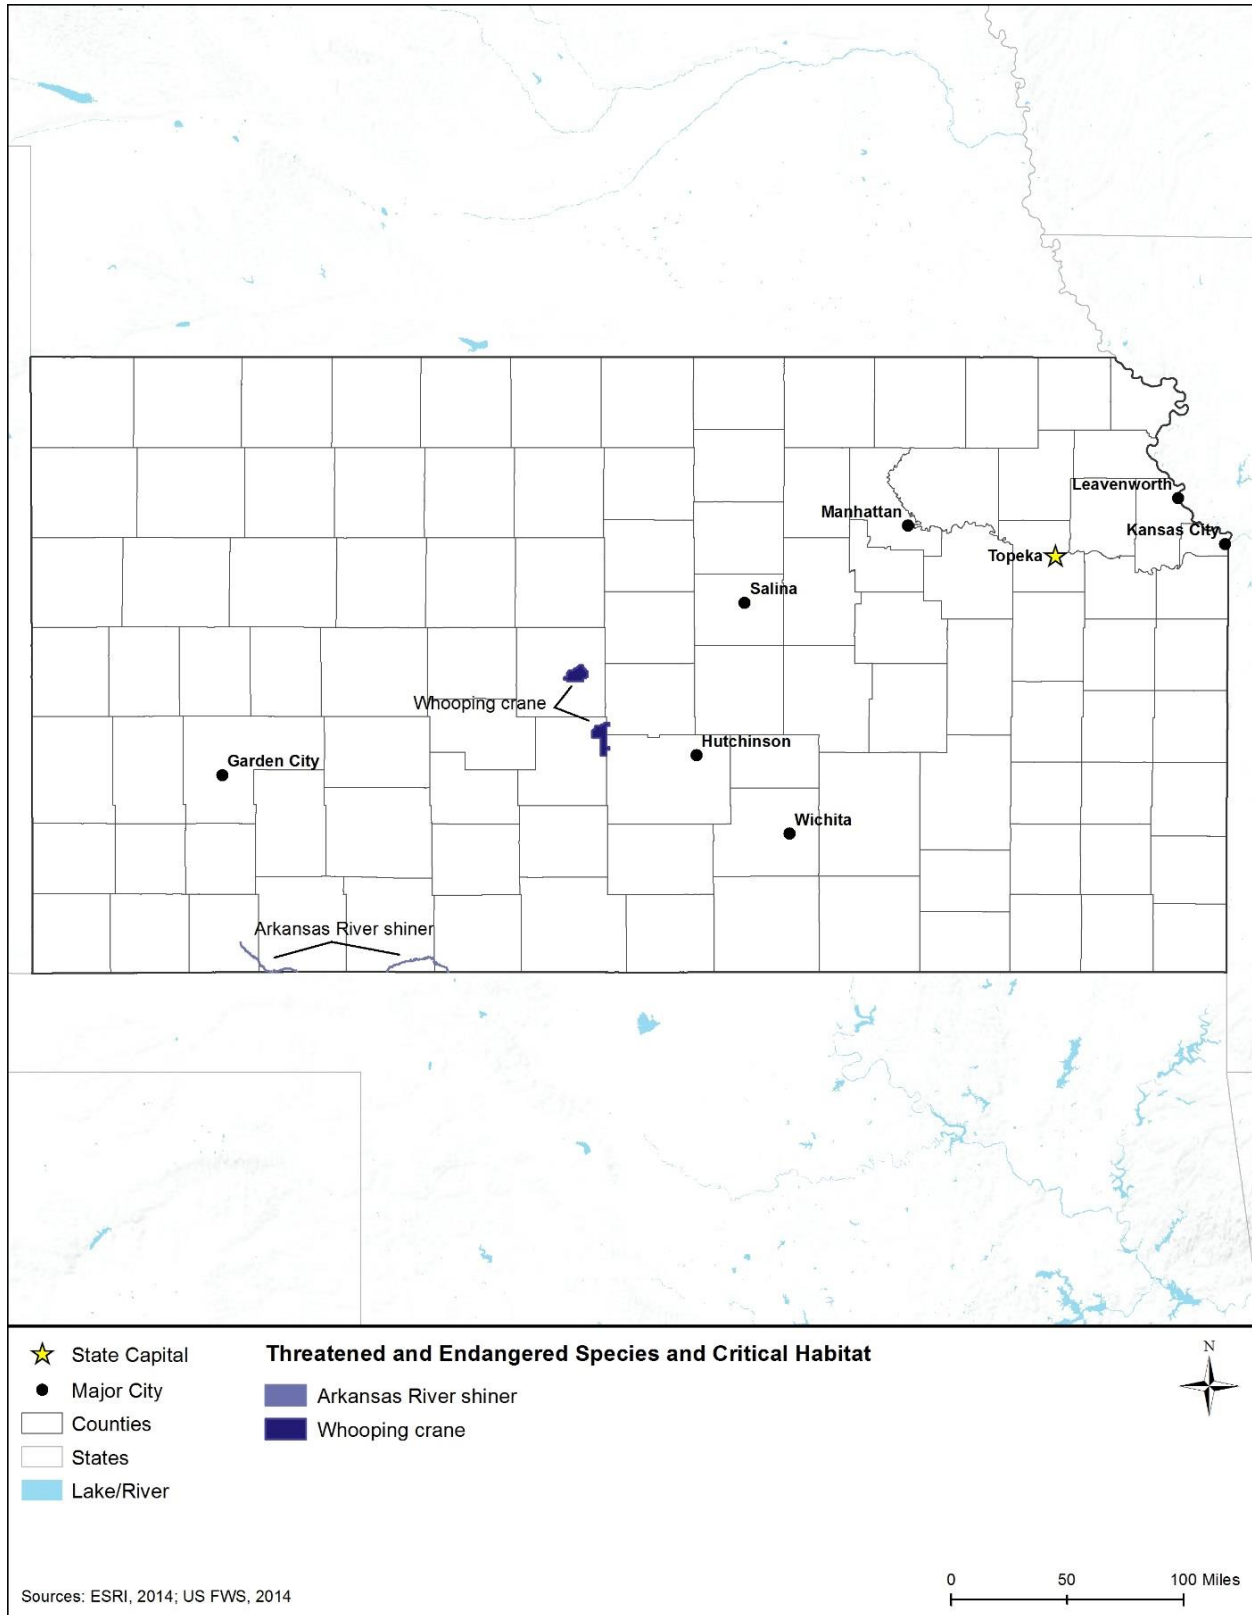 Leavenworth
Manhattan
Kansas City
Topeka
Salina
Whooping crane
Hutchinson
Garden City
Wichita
Arkansas River shiner
State Capital
Major City
Counties
States
Lake/River
Threatened and Endangered Species and Critical Habitat
Arkansas River shiner
Whooping crane
N
Sources: ESRI, 2014; US FWS, 2014
0 50 100 Miles